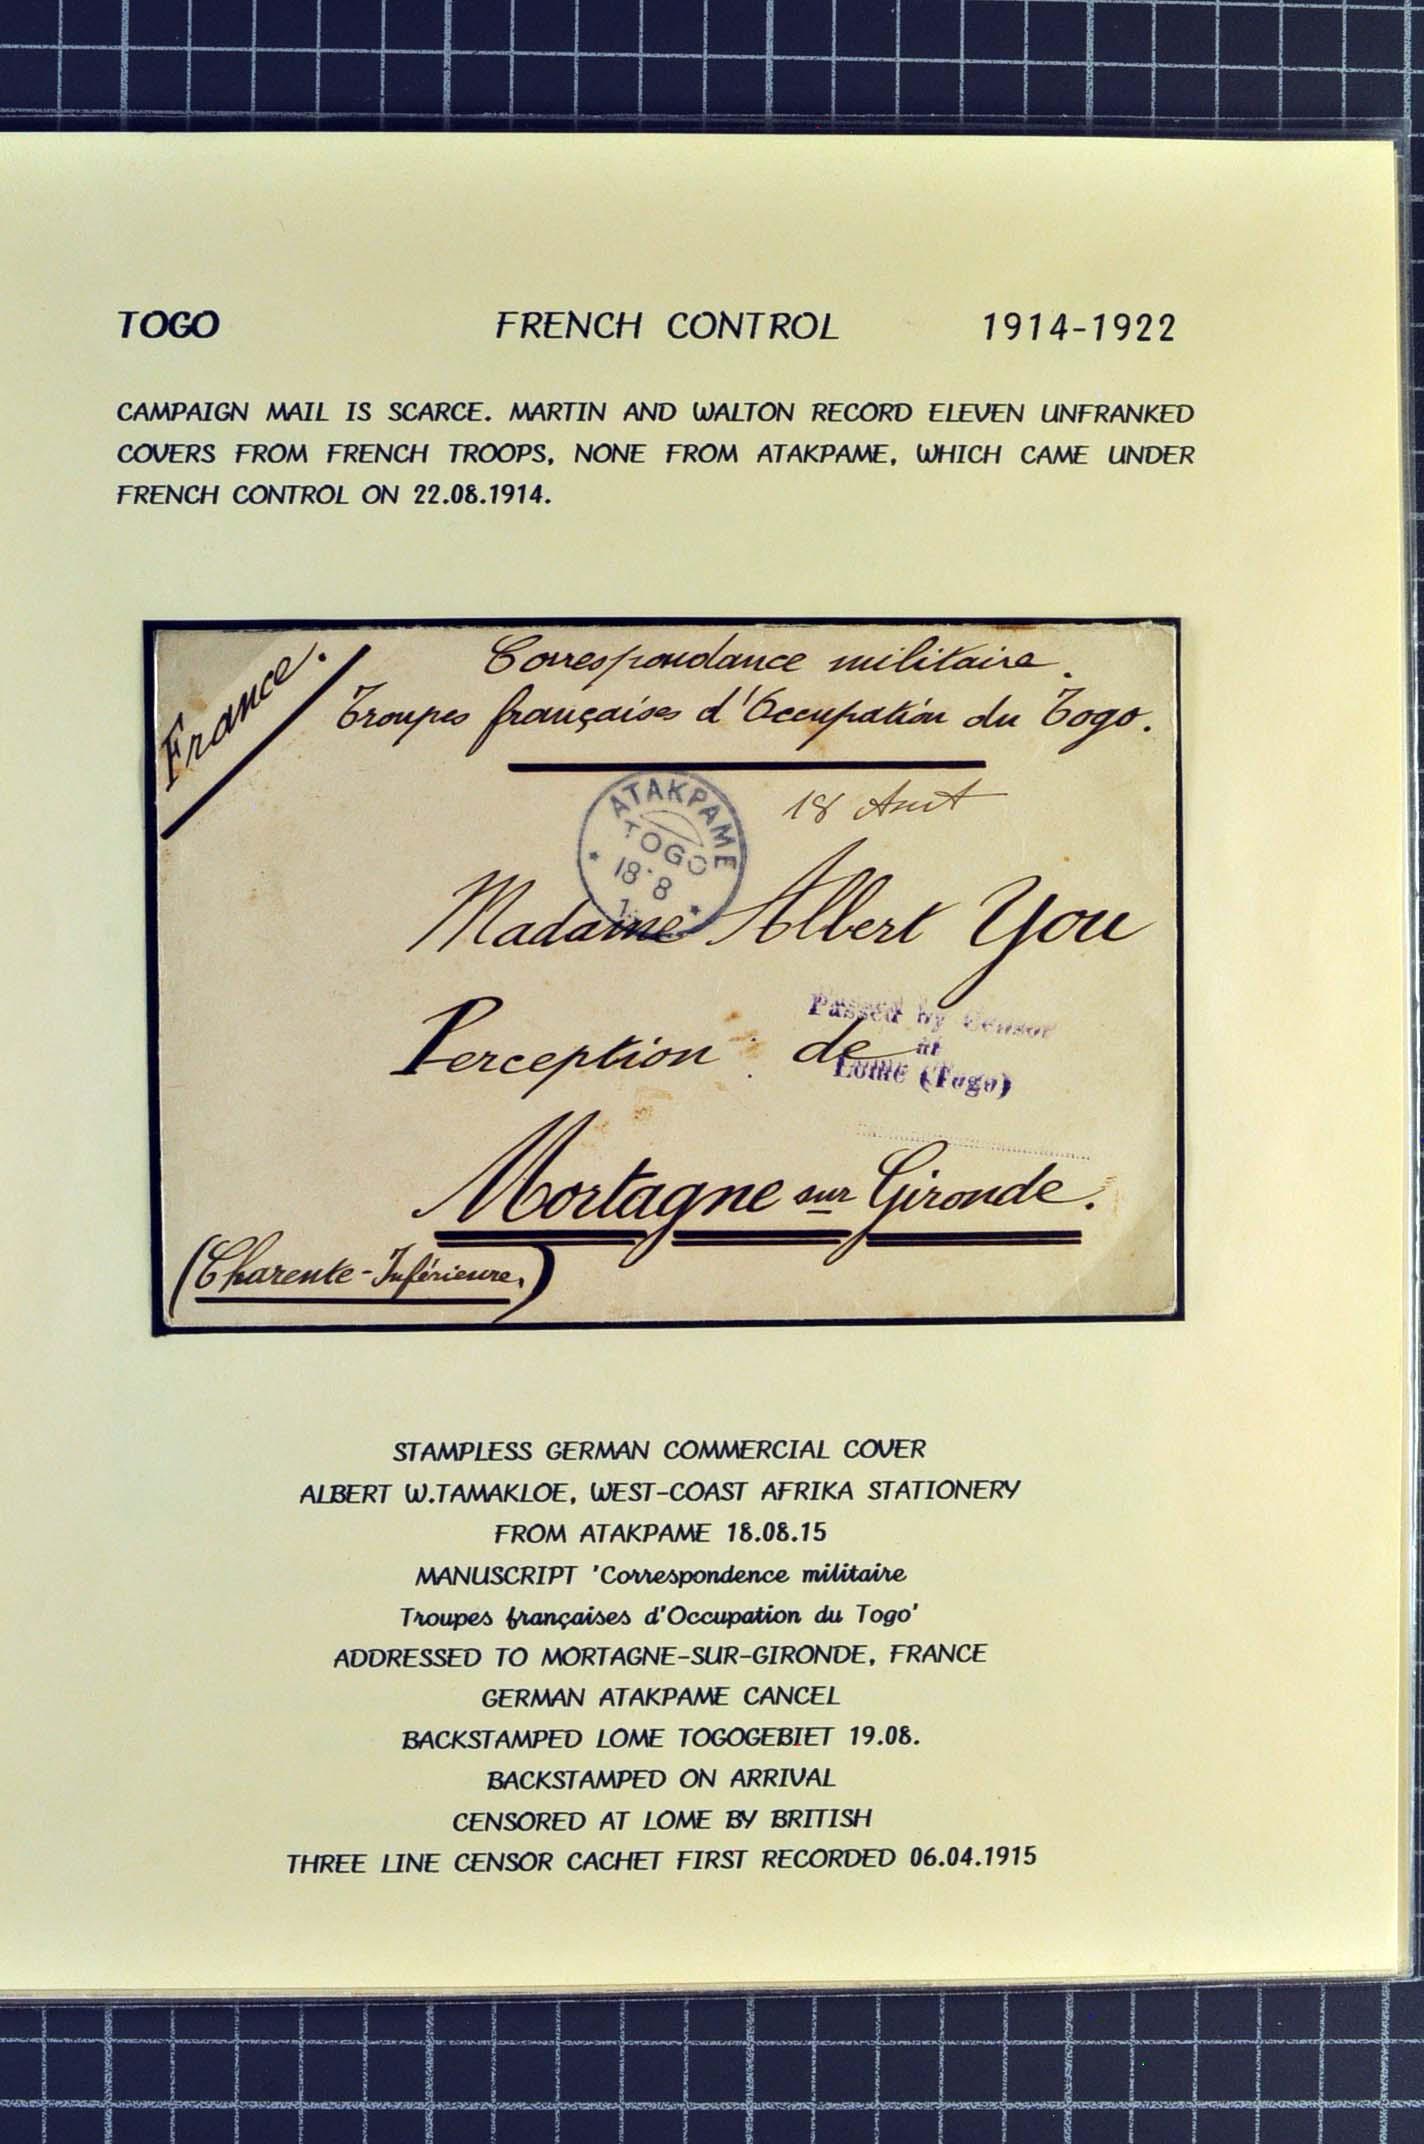 TOGO FRENCH CONTROL 1914-1922
CAMPAIGN MAIL IS SCARCE. MARTIN AND WALTON RECORD ELEVEN UNFRANKED
COVERS FROM FRENCH TROOPS, NONE FROM ATAKPAME, WHICH CAME UNDER
FRENCH CONTROL ON 22.08.1914.
France.
Correspondance militaire.
Troupes françaises d'Occupation du Togo.
ATAKPAME
TOGO
18 8
18 Aout
Madame Albert You
Passed by Censor
at
Lome (Togo)
Perception de
Mortagne sur Gironde.
(Charente-Inférieure.)
STAMPLESS GERMAN COMMERCIAL COVER
ALBERT W.TAMAKLOE, WEST-COAST AFRIKA STATIONERY
FROM ATAKPAME 18.08.15
MANUSCRIPT 'Correspondence militaire
Troupes françaises d'Occupation du Togo'
ADDRESSED TO MORTAGNE-SUR-GIRONDE, FRANCE
GERMAN ATAKPAME CANCEL
BACKSTAMPED LOME TOGOGEBIET 19.08.
BACKSTAMPED ON ARRIVAL
CENSORED AT LOME BY BRITISH
THREE LINE CENSOR CACHET FIRST RECORDED 06.04.1915